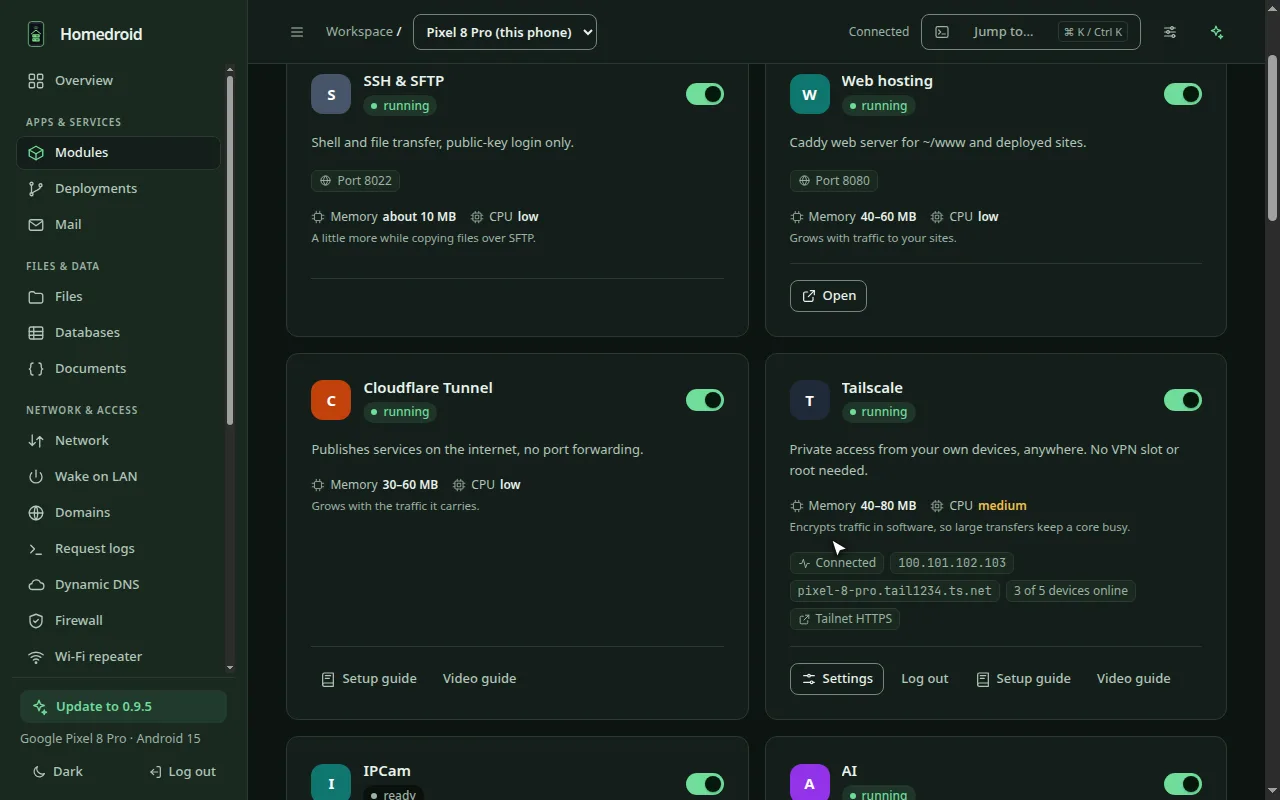 Homedroid
Overview
APPS & SERVICES
Modules
Deployments
Mail
FILES & DATA
Files
Databases
Documents
NETWORK & ACCESS
Network
Wake on LAN
Domains
Request logs
Dynamic DNS
Firewall
Wi-Fi repeater
Update to 0.9.5
Google Pixel 8 Pro · Android 15
Dark
Log out
Workspace /
Pixel 8 Pro (this phone)
Connected
Jump to...
⌘ K / Ctrl K
S
SSH & SFTP
running
Shell and file transfer, public-key login only.
Port 8022
Memory about 10 MB CPU low
A little more while copying files over SFTP.
W
Web hosting
running
Caddy web server for ~/www and deployed sites.
Port 8080
Memory 40–60 MB CPU low
Grows with traffic to your sites.
Open
C
Cloudflare Tunnel
running
Publishes services on the internet, no port forwarding.
Memory 30–60 MB CPU low
Grows with the traffic it carries.
Setup guide
Video guide
T
Tailscale
running
Private access from your own devices, anywhere. No VPN slot or
root needed.
Memory 40–80 MB CPU medium
Encrypts traffic in software, so large transfers keep a core busy.
Connected
100.101.102.103
pixel-8-pro.tail1234.ts.net
3 of 5 devices online
Tailnet HTTPS
Settings
Log out
Setup guide
Video guide
I
IPCam
ready
A
AI
running